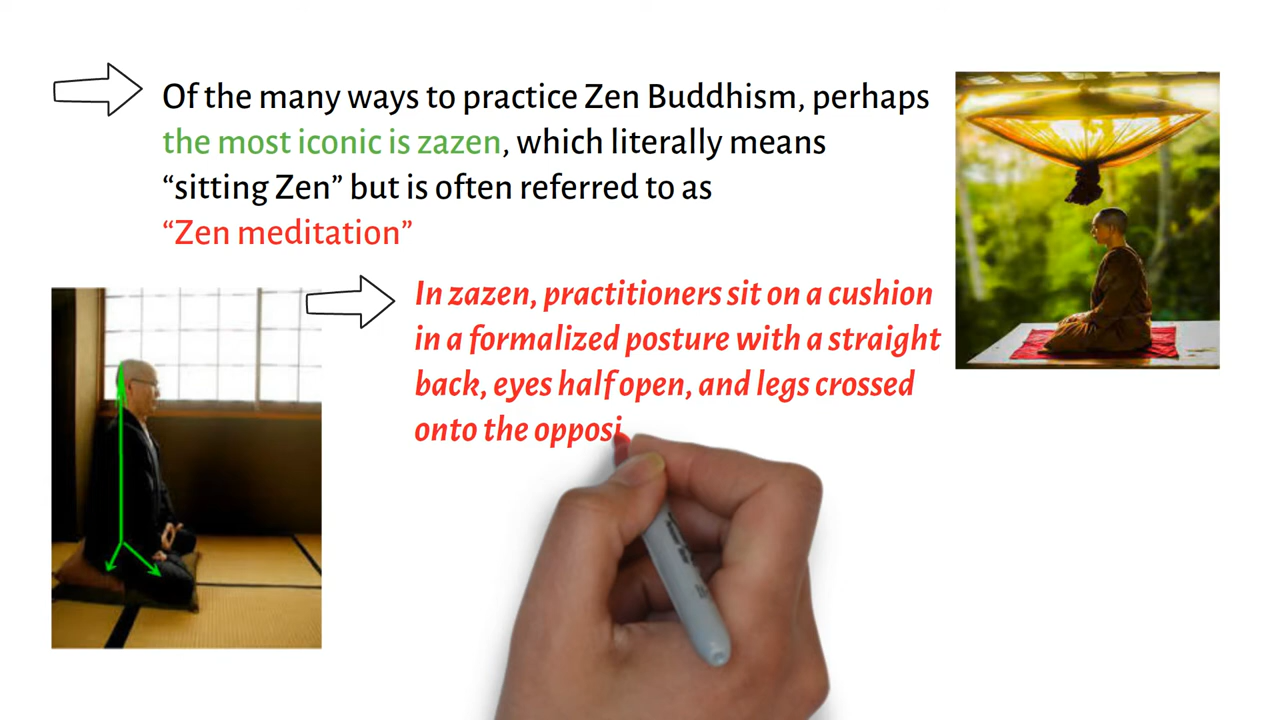 Of the many ways to practice Zen Buddhism, perhaps
the most iconic is zazen, which literally means
“sitting Zen” but is often referred to as
“Zen meditation”
In zazen, practitioners sit on a cushion
in a formalized posture with a straight
back, eyes half open, and legs crossed
onto the opposi